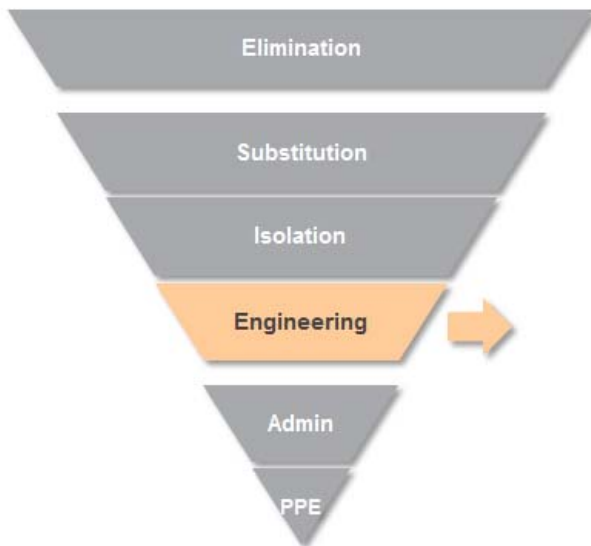 Elimination
Substitution
Isolation
Engineering
Admin
PPE